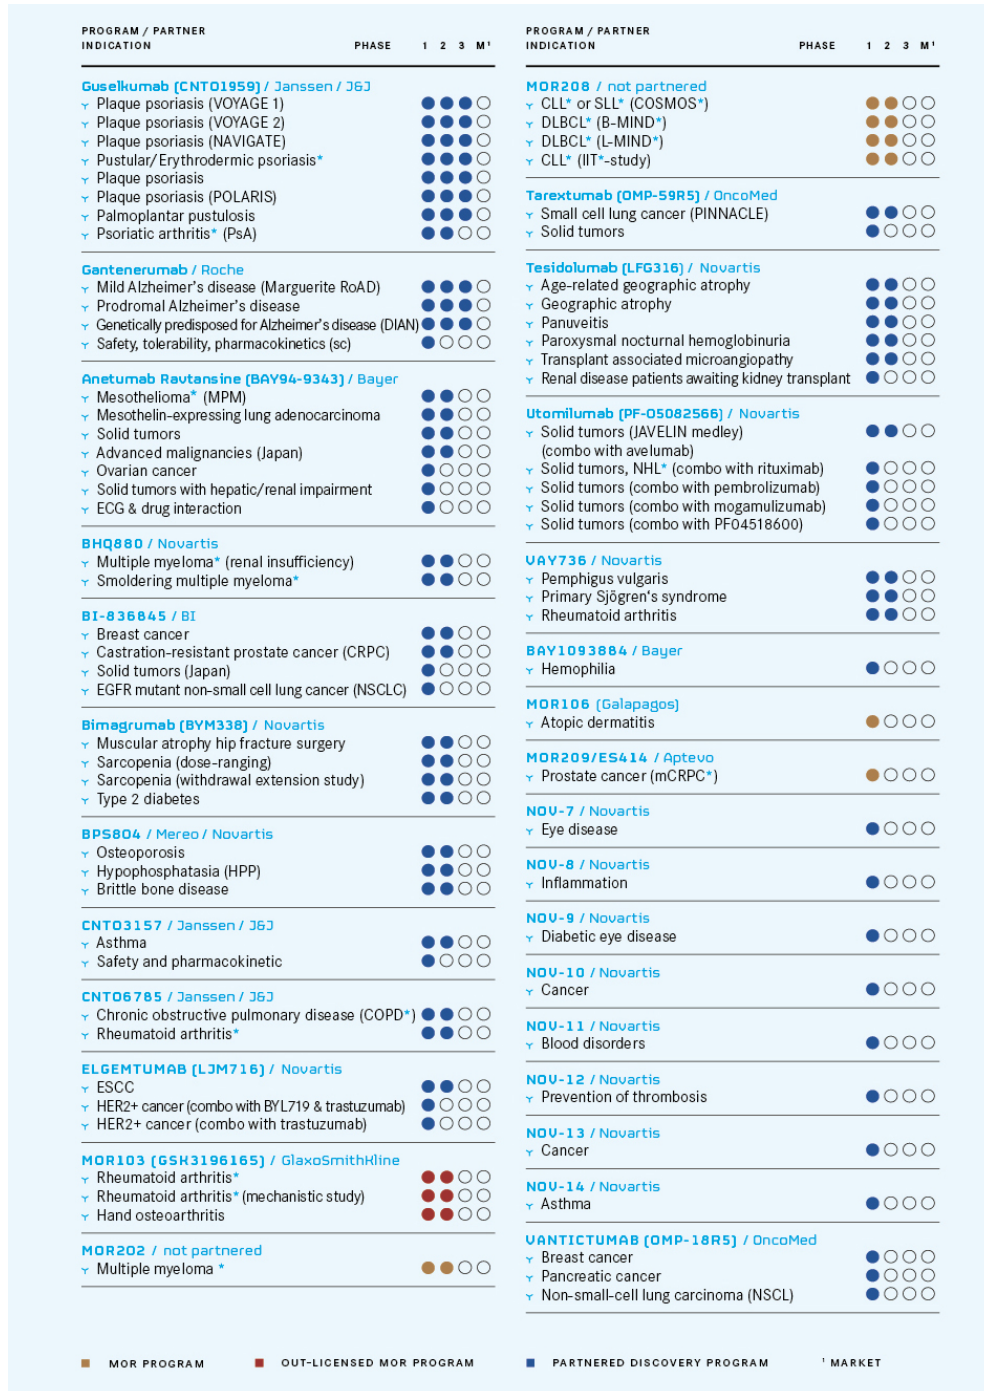 PROGRAM / PARTNER
INDICATION PHASE 1 2 3 M¹
Guselkumab (CNTO1959) / Janssen / J&J
Plaque psoriasis (VOYAGE 1)
Plaque psoriasis (VOYAGE 2)
Plaque psoriasis (NAVIGATE)
Pustular/Erythrodermic psoriasis*
Plaque psoriasis
Plaque psoriasis (POLARIS)
Palmoplantar pustulosis
Psoriatic arthritis* (PsA)
Gantenerumab / Roche
Mild Alzheimer's disease (Marguerite RoAD)
Prodromal Alzheimer's disease
Genetically predisposed for Alzheimer's disease (DIAN)
Safety, tolerability, pharmacokinetics (sc)
Anetumab Ravtansine (BAY94-9343) / Bayer
Mesothelioma* (MPM)
Mesothelin-expressing lung adenocarcinoma
Solid tumors
Advanced malignancies (Japan)
Ovarian cancer
Solid tumors with hepatic/renal impairment
ECG & drug interaction
BHQ880 / Novartis
Multiple myeloma* (renal insufficiency)
Smoldering multiple myeloma*
BI-836845 / BI
Breast cancer
Castration-resistant prostate cancer (CRPC)
Solid tumors (Japan)
EGFR mutant non-small cell lung cancer (NSCLC)
Bimagrumab (BYM338) / Novartis
Muscular atrophy hip fracture surgery
Sarcopenia (dose-ranging)
Sarcopenia (withdrawal extension study)
Type 2 diabetes
BPS804 / Mereo / Novartis
Osteoporosis
Hypophosphatasia (HPP)
Brittle bone disease
CNTO3157 / Janssen / J&J
Asthma
Safety and pharmacokinetic
CNTO6785 / Janssen / J&J
Chronic obstructive pulmonary disease (COPD*)
Rheumatoid arthritis*
ELGEMTUMAB (LJM716) / Novartis
ESCC
HER2+ cancer (combo with BYL719 & trastuzumab)
HER2+ cancer (combo with trastuzumab)
MOR103 (GSK3196165) / GlaxoSmithKline
Rheumatoid arthritis*
Rheumatoid arthritis* (mechanistic study)
Hand osteoarthritis
MOR202 / not partnered
Multiple myeloma *
PROGRAM / PARTNER
INDICATION PHASE 1 2 3 M¹
MOR208 / not partnered
CLL* or SLL* (COSMOS*)
DLBCL* (B-MIND*)
DLBCL* (L-MIND*)
CLL* (IIT*-study)
Tarextumab (OMP-59R5) / OncoMed
Small cell lung cancer (PINNACLE)
Solid tumors
Tesidolumab (LFG316) / Novartis
Age-related geographic atrophy
Geographic atrophy
Panuveitis
Paroxysmal nocturnal hemoglobinuria
Transplant associated microangiopathy
Renal disease patients awaiting kidney transplant
Utomilumab (PF-05082566) / Novartis
Solid tumors (JAVELIN medley)
(combo with avelumab)
Solid tumors, NHL* (combo with rituximab)
Solid tumors (combo with pembrolizumab)
Solid tumors (combo with mogamulizumab)
Solid tumors (combo with PF04518600)
VAY736 / Novartis
Pemphigus vulgaris
Primary Sjögren's syndrome
Rheumatoid arthritis
BAY1093884 / Bayer
Hemophilia
MOR106 (Galapagos)
Atopic dermatitis
MOR209/ES414 / Aptevo
Prostate cancer (mCRPC*)
NOV-7 / Novartis
Eye disease
NOV-8 / Novartis
Inflammation
NOV-9 / Novartis
Diabetic eye disease
NOV-10 / Novartis
Cancer
NOV-11 / Novartis
Blood disorders
NOV-12 / Novartis
Prevention of thrombosis
NOV-13 / Novartis
Cancer
NOV-14 / Novartis
Asthma
VANTICTUMAB (OMP-18R5) / OncoMed
Breast cancer
Pancreatic cancer
Non-small-cell lung carcinoma (NSCL)
MOR PROGRAM OUT-LICENSED MOR PROGRAM PARTNERED DISCOVERY PROGRAM ¹ MARKET